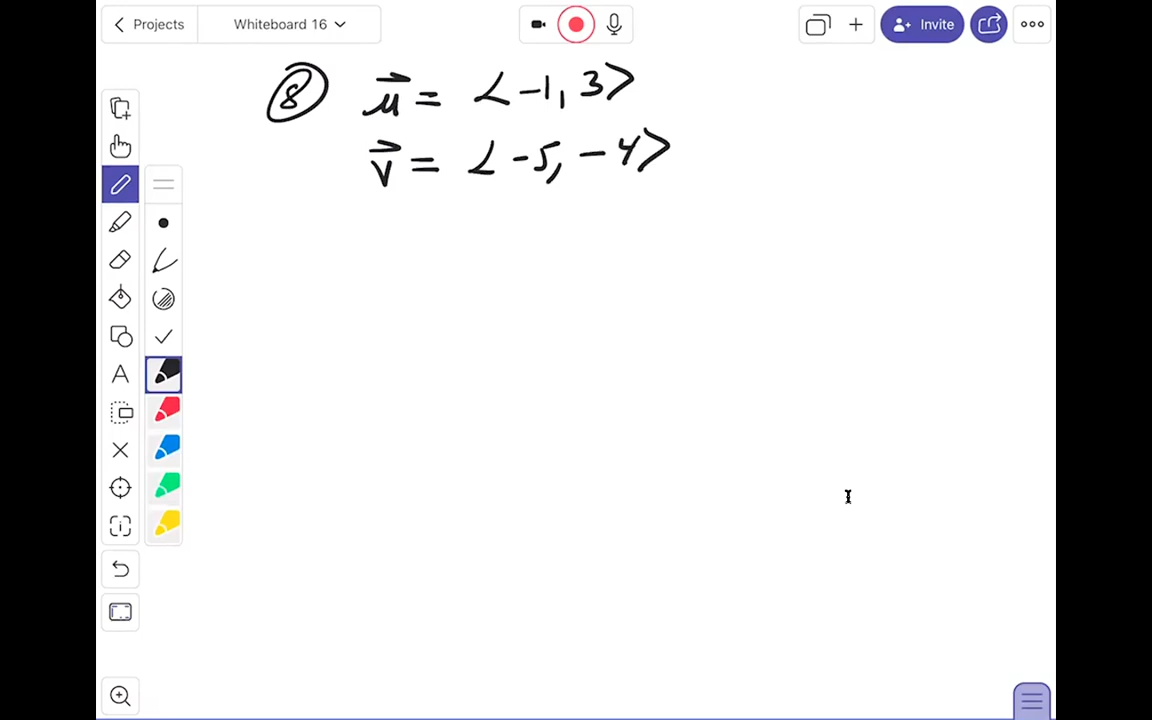 Projects
Whiteboard 16
Invite
⑧ μ⃗ = < -1, 3>
v⃗ = < -5, -4>
A